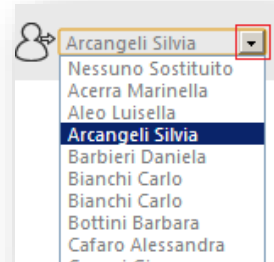 Arcangeli Silvia
Nessuno Sostituito
Acerra Marinella
Aleo Luisella
Arcangeli Silvia
Barbieri Daniela
Bianchi Carlo
Bianchi Carlo
Bottini Barbara
Cafaro Alessandra